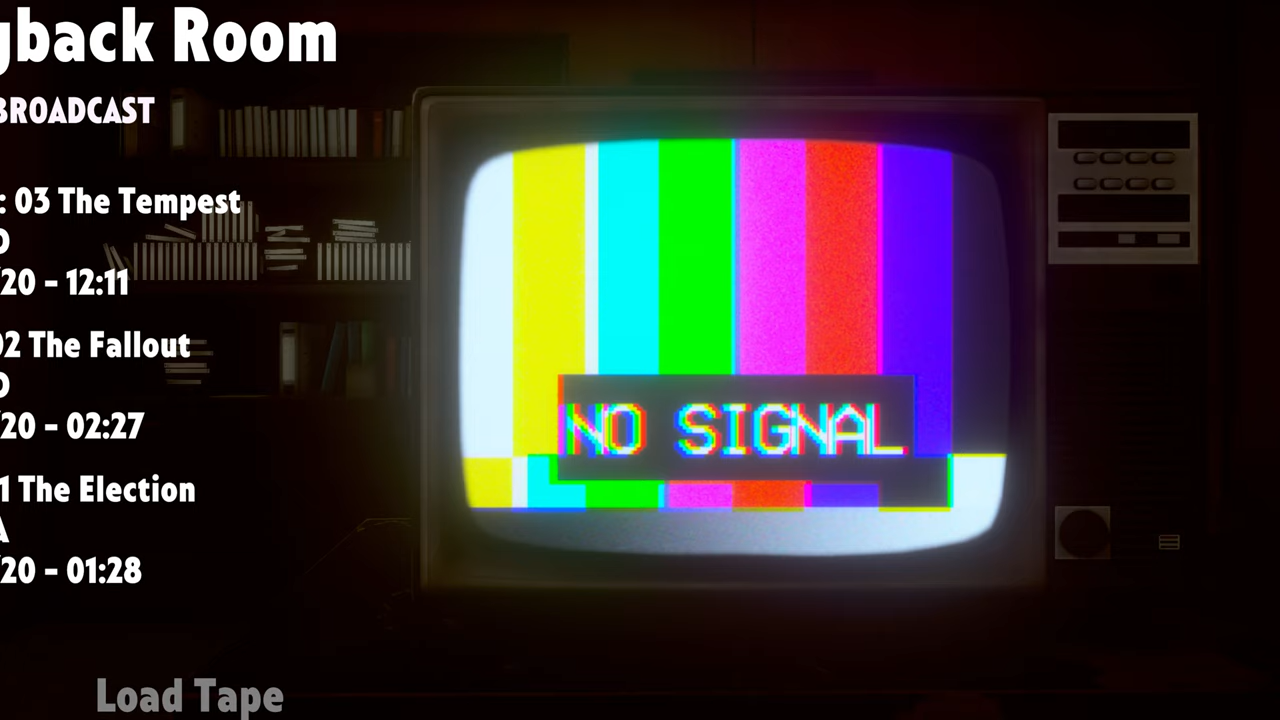 gback Room
BROADCAST
: 03 The Tempest
D
/20 - 12:11
02 The Fallout
D
/20 - 02:27
1 The Election
A
/20 - 01:28
NO SIGNAL
Load Tape